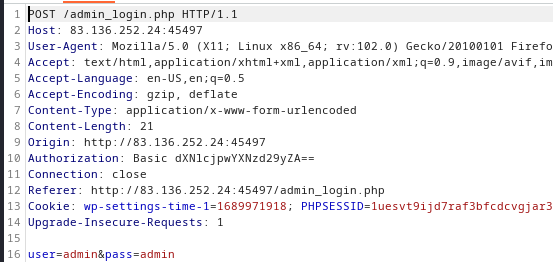 1 POST /admin_login.php HTTP/1.1
2 Host: 83.136.252.24:45497
3 User-Agent: Mozilla/5.0 (X11; Linux x86_64; rv:102.0) Gecko/20100101 Firefo
4 Accept: text/html,application/xhtml+xml,application/xml;q=0.9,image/avif,im
5 Accept-Language: en-US,en;q=0.5
6 Accept-Encoding: gzip, deflate
7 Content-Type: application/x-www-form-urlencoded
8 Content-Length: 21
9 Origin: http://83.136.252.24:45497
10 Authorization: Basic dXNlcjpwYXNzd29yZA==
11 Connection: close
12 Referer: http://83.136.252.24:45497/admin_login.php
13 Cookie: wp-settings-time-1=1689971918; PHPSESSID=1uesvt9ijd7raf3bfcdcvgjar3
14 Upgrade-Insecure-Requests: 1
15
16 user=admin&pass=admin